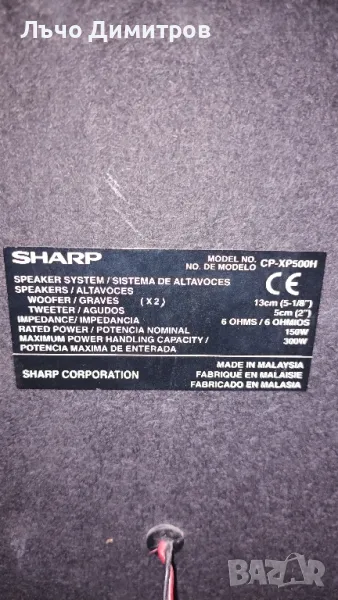 Лъчо Димитров
SHARP
MODEL NO.
NO. DE MODELO CP-XP500H
SPEAKER SYSTEM / SISTEMA DE ALTAVOCES
SPEAKERS / ALTAVOCES
WOOFER / GRAVES (X2) 13cm (5-1/8")
TWEETER / AGUDOS 5cm (2")
IMPEDANCE/ IMPEDANCIA 6 OHMS / 6 OHMIOS
RATED POWER / POTENCIA NOMINAL 150W
MAXIMUM POWER HANDLING CAPACITY / 300W
POTENCIA MAXIMA DE ENTERADA
SHARP CORPORATION
MADE IN MALAYSIA
FABRIQUÉ EN MALAISIE
FABRICADO EN MALASIA
CE
BAZAR